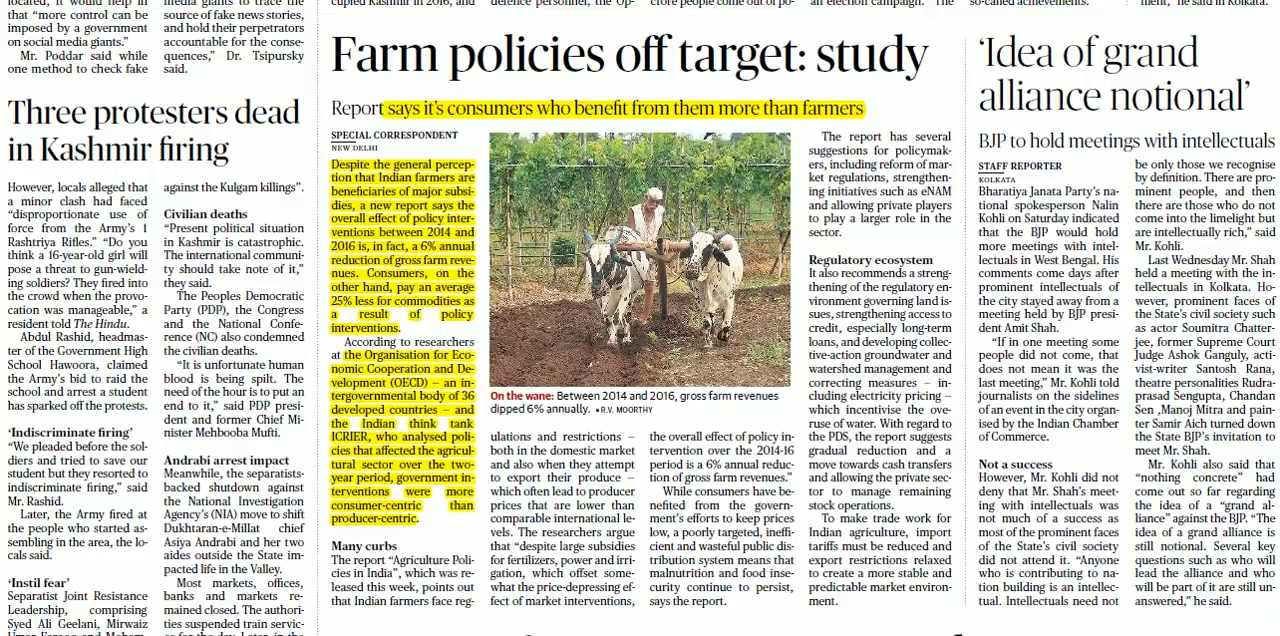 located, it would help in
that "more control can be
imposed by a government
on social media giants."
Mr. Poddar said while
one method to check fake
media giants to trace the
source of fake news stories,
and hold their perpetrators
accountable for the conse-
quences," Dr. Tsipursky
said.
Three protesters dead
in Kashmir firing
However, locals alleged that
a minor clash had faced
"disproportionate use of
force from the Army's 1
Rashtriya Rifles." "Do you
think a 16-year-old girl will
pose a threat to gun-wield-
ing soldiers? They fired into
the crowd when the provo-
cation was manageable," a
resident told The Hindu.
Abdul Rashid, headmas-
ter of the Government High
School Hawoora, claimed
the Army's bid to raid the
school and arrest a student
has sparked off the protests.
'Indiscriminate firing'
"We pleaded before the sol-
diers and tried to save our
student but they resorted to
indiscriminate firing," said
Mr. Rashid.
Later, the Army fired at
the people who started as-
sembling in the area, the lo-
cals said.
'Instil fear'
Separatist Joint Resistance
Leadership, comprising
Syed Ali Geelani, Mirwaiz
against the Kulgam killings".
Civilian deaths
"Present political situation
in Kashmir is catastrophic.
The international communi-
ty should take note of it,"
they said.
The Peoples Democratic
Party (PDP), the Congress
and the National Confe-
rence (NC) also condemned
the civilian deaths.
"It is unfortunate human
blood is being spilt. The
need of the hour is to put an
end to it," said PDP presi-
dent and former Chief Mi-
nister Mehbooba Mufti.
Andrabi arrest impact
Meanwhile, the separatists-
backed shutdown against
the National Investigation
Agency's (NIA) move to shift
Dukhtaran-e-Millat chief
Asiya Andrabi and her two
aides outside the State im-
pacted life in the Valley.
Most markets, offices,
banks and markets re-
mained closed. The authori-
ties suspended train servic-
cupied Kashmir in 2016, and
defence personnel, the Op-
crore people come out of po-
an election campaign. The
so-called achievements.
ment," he said in Kolkata.
Farm policies off target: study
Report says it's consumers who benefit from them more than farmers
SPECIAL CORRESPONDENT
NEW DELHI
Despite the general percep-
tion that Indian farmers are
beneficiaries of major subsi-
dies, a new report says the
overall effect of policy inter-
ventions between 2014 and
2016 is, in fact, a 6% annual
reduction of gross farm reve-
nues. Consumers, on the
other hand, pay an average
25% less for commodities as
a result of policy
interventions.
According to researchers
at the Organisation for Eco-
nomic Cooperation and De-
velopment (OECD) – an in-
tergovernmental body of 36
developed countries – and
the Indian think tank
ICRIER, who analysed poli-
cies that affected the agricul-
tural sector over the two-
year period, government in-
terventions were more
consumer-centric than
producer-centric.
Many curbs
The report "Agriculture Poli-
cies in India", which was re-
leased this week, points out
that Indian farmers face reg-
On the wane: Between 2014 and 2016, gross farm revenues
dipped 6% annually. •R.V. MOORTHY
ulations and restrictions –
both in the domestic market
and also when they attempt
to export their produce –
which often lead to producer
prices that are lower than
comparable international le-
vels. The researchers argue
that "despite large subsidies
for fertilizers, power and irri-
gation, which offset some-
what the price-depressing ef-
fect of market interventions,
the overall effect of policy in-
tervention over the 2014-16
period is a 6% annual reduc-
tion of gross farm revenues."
While consumers have be-
nefited from the govern-
ment's efforts to keep prices
low, a poorly targeted, ineffi-
cient and wasteful public dis-
tribution system means that
malnutrition and food inse-
curity continue to persist,
says the report.
The report has several
suggestions for policymak-
ers, including reform of mar-
ket regulations, strengthen-
ing initiatives such as eNAM
and allowing private players
to play a larger role in the
sector.
Regulatory ecosystem
It also recommends a streng-
thening of the regulatory en-
vironment governing land is-
sues, strengthening access to
credit, especially long-term
loans, and developing collec-
tive-action groundwater and
watershed management and
correcting measures – in-
cluding electricity pricing –
which incentivise the ove-
ruse of water. With regard to
the PDS, the report suggests
gradual reduction and a
move towards cash transfers
and allowing the private sec-
tor to manage remaining
stock operations.
To make trade work for
Indian agriculture, import
tariffs must be reduced and
export restrictions relaxed
to create a more stable and
predictable market environ-
ment.
'Idea of grand
alliance notional'
BJP to hold meetings with intellectuals
STAFF REPORTER
KOLKATA
Bharatiya Janata Party's na-
tional spokesperson Nalin
Kohli on Saturday indicated
that the BJP would hold
more meetings with intel-
lectuals in West Bengal. His
comments come days after
prominent intellectuals of
the city stayed away from a
meeting held by BJP presi-
dent Amit Shah.
"If in one meeting some
people did not come, that
does not mean it was the
last meeting," Mr. Kohli told
journalists on the sidelines
of an event in the city organ-
ised by the Indian Chamber
of Commerce.
Not a success
However, Mr. Kohli did not
deny that Mr. Shah's meet-
ing with intellectuals was
not much of a success as
most of the prominent faces
of the State's civil society
did not attend it. "Anyone
who is contributing to na-
tion building is an intellec-
tual. Intellectuals need not
be only those we recognise
by definition. There are pro-
minent people, and then
there are those who do not
come into the limelight but
are intellectually rich," said
Mr. Kohli.
Last Wednesday Mr. Shah
held a meeting with the in-
tellectuals in Kolkata. Ho-
wever, prominent faces of
the State's civil society such
as actor Soumitra Chatter-
jee, former Supreme Court
Judge Ashok Ganguly, acti-
vist-writer Santosh Rana,
theatre personalities Rudra-
prasad Sengupta, Chandan
Sen ,Manoj Mitra and pain-
ter Samir Aich turned down
the State BJP's invitation to
meet Mr. Shah.
Mr. Kohli also said that
"nothing concrete" had
come out so far regarding
the idea of a "grand al-
liance" against the BJP. "The
idea of a grand alliance is
still notional. Several key
questions such as who will
lead the alliance and who
will be part of it are still un-
answered," he said.